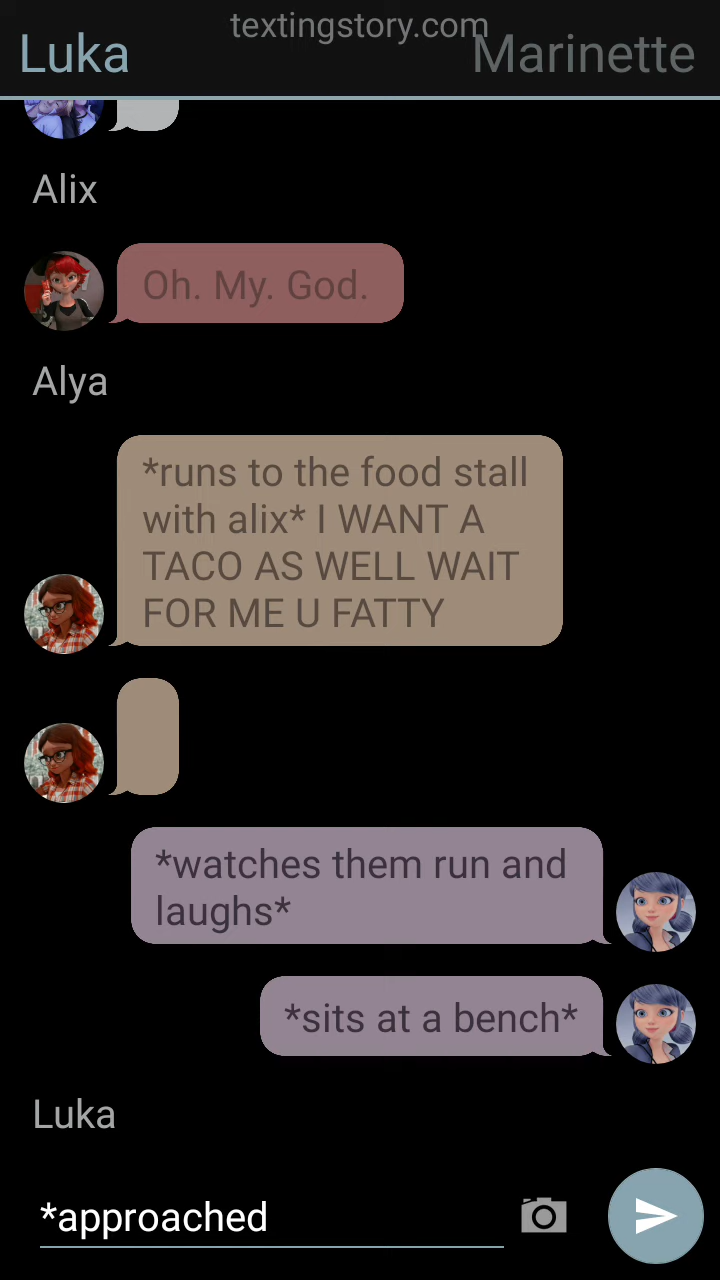 textingstory.com
Luka
Marinette
Alix
Oh. My. God.
Alya
*runs to the food stall
with alix* I WANT A
TACO AS WELL WAIT
FOR ME U FATTY
*watches them run and
laughs*
*sits at a bench*
Luka
*approached